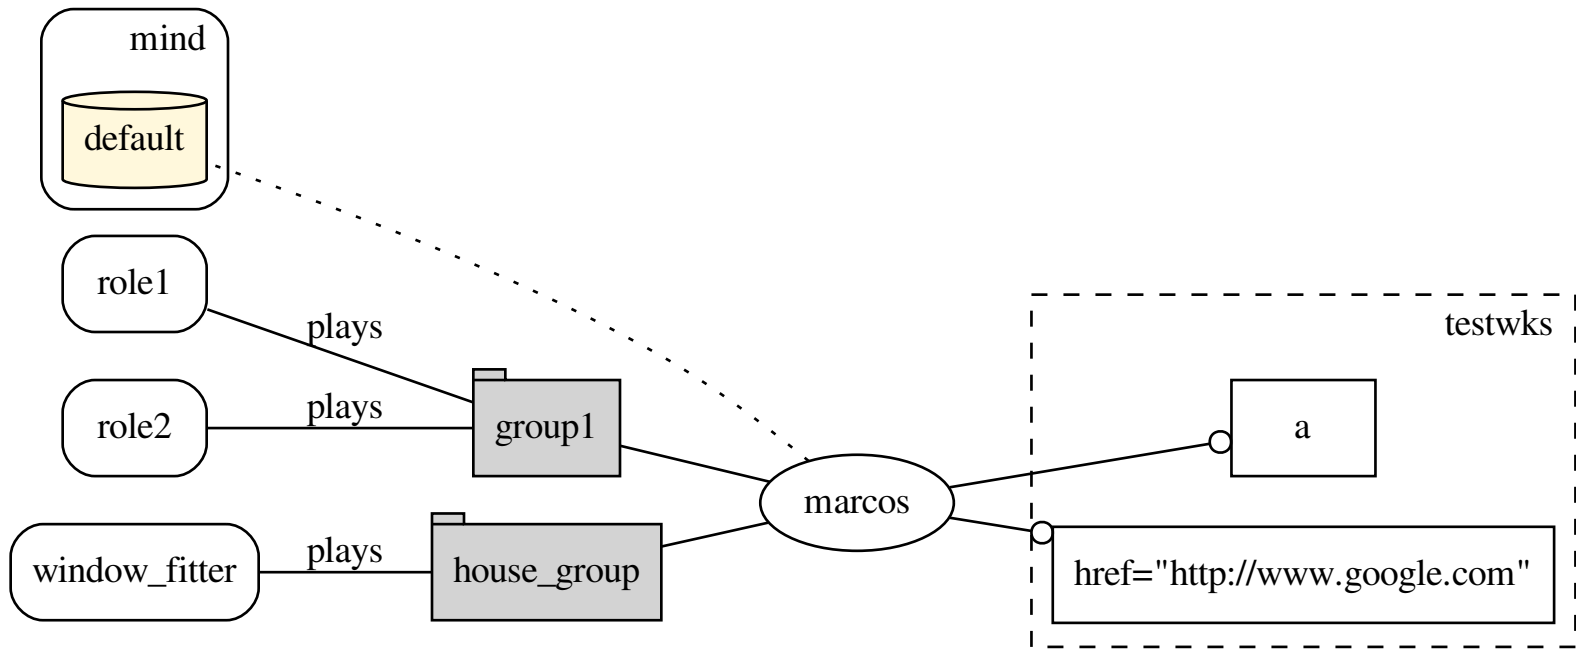 mind
default
role1
plays
role2
plays
group1
window_fitter
plays
house_group
marcos
testwks
a
href="http://www.google.com"